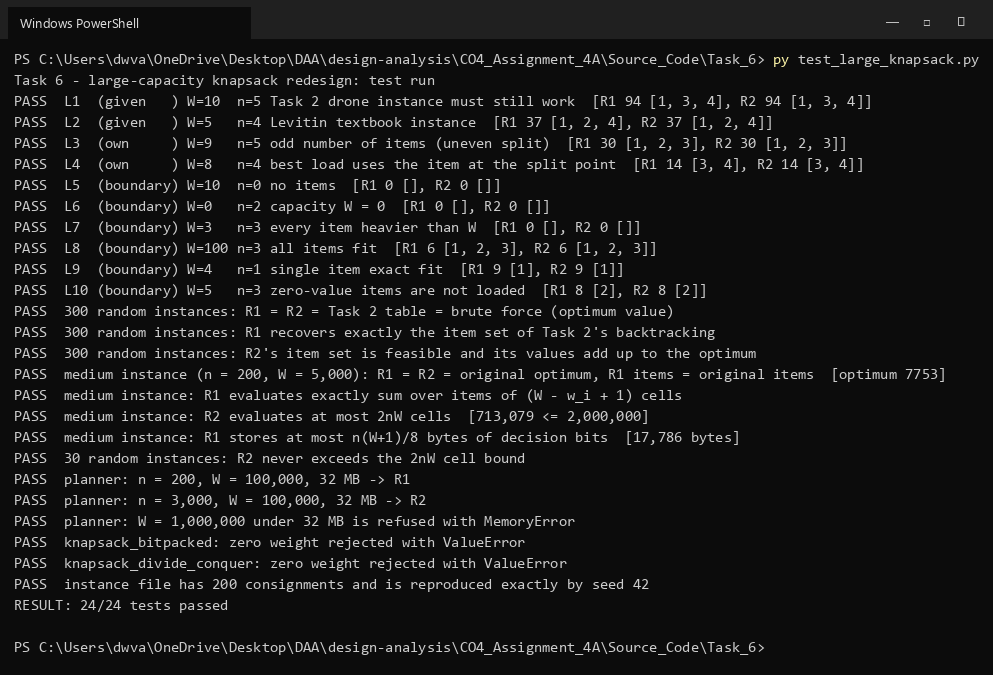 Windows PowerShell
PS C:\Users\dwva\OneDrive\Desktop\DAA\design-analysis\CO4_Assignment_4A\Source_Code\Task_6> py test_large_knapsack.py
Task 6 - large-capacity knapsack redesign: test run
PASS  L1  (given   ) W=10  n=5 Task 2 drone instance must still work  [R1 94 [1, 3, 4], R2 94 [1, 3, 4]]
PASS  L2  (given   ) W=5   n=4 Levitin textbook instance  [R1 37 [1, 2, 4], R2 37 [1, 2, 4]]
PASS  L3  (own     ) W=9   n=5 odd number of items (uneven split)  [R1 30 [1, 2, 3], R2 30 [1, 2, 3]]
PASS  L4  (own     ) W=8   n=4 best load uses the item at the split point  [R1 14 [3, 4], R2 14 [3, 4]]
PASS  L5  (boundary) W=10  n=0 no items  [R1 0 [], R2 0 []]
PASS  L6  (boundary) W=0   n=2 capacity W = 0  [R1 0 [], R2 0 []]
PASS  L7  (boundary) W=3   n=3 every item heavier than W  [R1 0 [], R2 0 []]
PASS  L8  (boundary) W=100 n=3 all items fit  [R1 6 [1, 2, 3], R2 6 [1, 2, 3]]
PASS  L9  (boundary) W=4   n=1 single item exact fit  [R1 9 [1], R2 9 [1]]
PASS  L10 (boundary) W=5   n=3 zero-value items are not loaded  [R1 8 [2], R2 8 [2]]
PASS  300 random instances: R1 = R2 = Task 2 table = brute force (optimum value)
PASS  300 random instances: R1 recovers exactly the item set of Task 2's backtracking
PASS  300 random instances: R2's item set is feasible and its values add up to the optimum
PASS  medium instance (n = 200, W = 5,000): R1 = R2 = original optimum, R1 items = original items  [optimum 7753]
PASS  medium instance: R1 evaluates exactly sum over items of (W - w_i + 1) cells
PASS  medium instance: R2 evaluates at most 2nW cells  [713,079 <= 2,000,000]
PASS  medium instance: R1 stores at most n(W+1)/8 bytes of decision bits  [17,786 bytes]
PASS  30 random instances: R2 never exceeds the 2nW cell bound
PASS  planner: n = 200, W = 100,000, 32 MB -> R1
PASS  planner: n = 3,000, W = 100,000, 32 MB -> R2
PASS  planner: W = 1,000,000 under 32 MB is refused with MemoryError
PASS  knapsack_bitpacked: zero weight rejected with ValueError
PASS  knapsack_divide_conquer: zero weight rejected with ValueError
PASS  instance file has 200 consignments and is reproduced exactly by seed 42
RESULT: 24/24 tests passed
PS C:\Users\dwva\OneDrive\Desktop\DAA\design-analysis\CO4_Assignment_4A\Source_Code\Task_6>